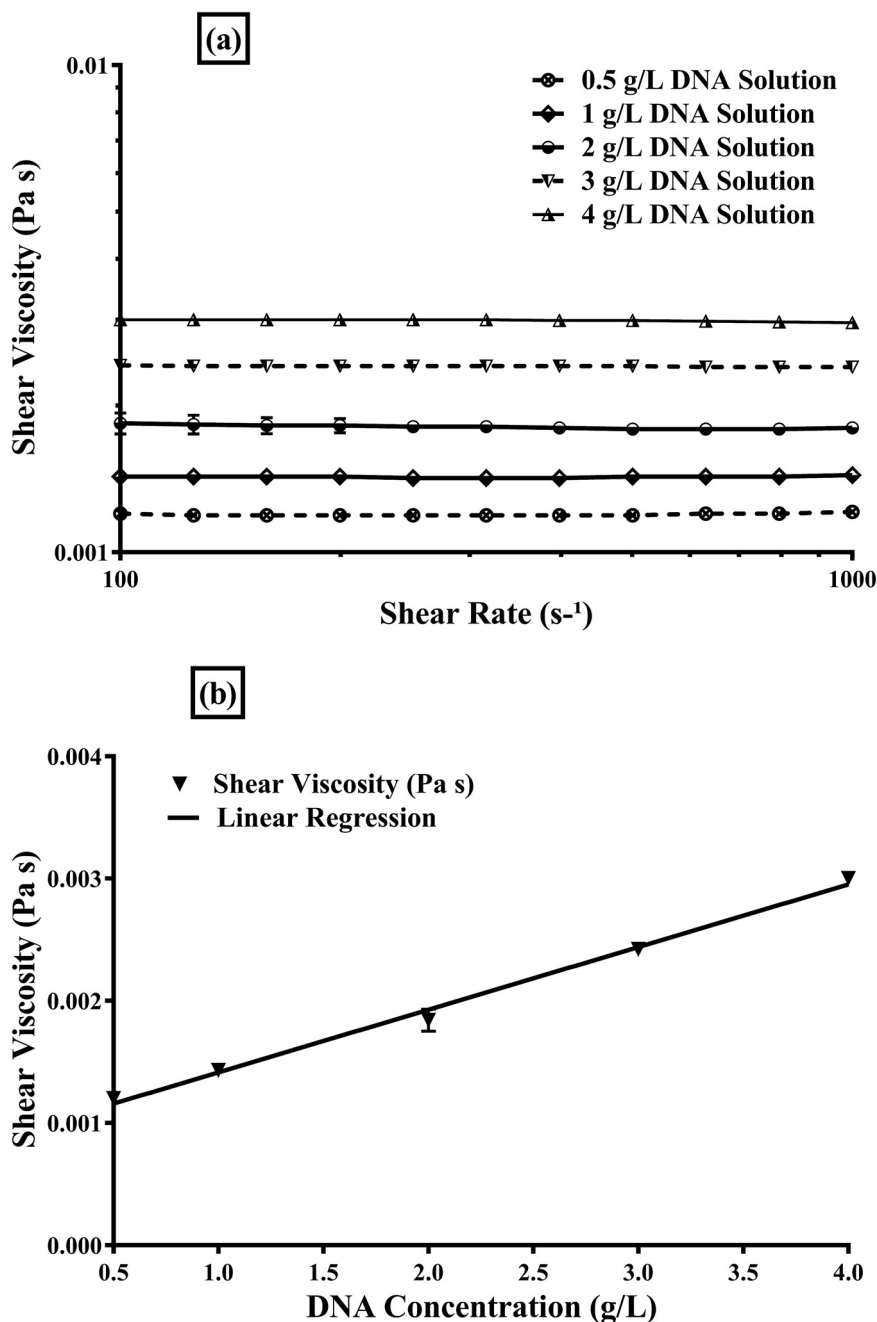 (a)
0.01
0.5 g/L DNA Solution
1 g/L DNA Solution
2 g/L DNA Solution
3 g/L DNA Solution
4 g/L DNA Solution
Shear Viscosity (Pa s)
0.001
100
1000
Shear Rate (s-¹)
(b)
0.004
Shear Viscosity (Pa s)
Linear Regression
0.003
Shear Viscosity (Pa s)
0.002
0.001
0.000
0.5 1.0 1.5 2.0 2.5 3.0 3.5 4.0
DNA Concentration (g/L)